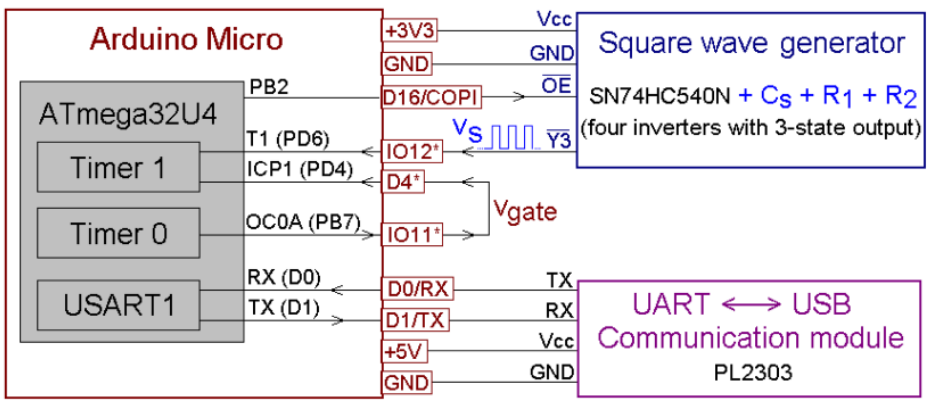 Arduino Micro
ATmega32U4
Timer 1
Timer 0
USART1
PB2
T1 (PD6)
ICP1 (PD4)
OC0A (PB7)
RX (D0)
TX (D1)
+3V3
GND
D16/COPI
IO12*
D4*
IO11*
D0/RX
D1/TX
+5V
GND
Vcc
GND
OE
Vs
Y3
Vgate
TX
RX
Vcc
GND
Square wave generator
SN74HC540N + Cs + R1 + R2
(four inverters with 3-state output)
UART <--> USB
Communication module
PL2303